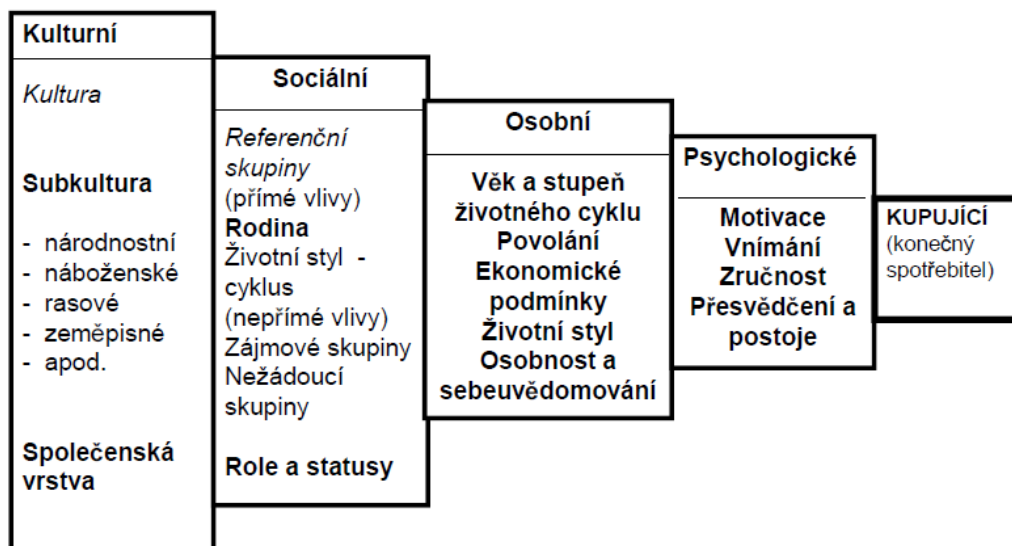 Kulturní
Kultura
Subkultura
- národnostní
- náboženské
- rasové
- zeměpisné
- apod.
Společenská
vrstva
Sociální
Referenční
skupiny
(přímé vlivy)
Rodina
Životní styl -
cyklus
(nepřímé vlivy)
Zájmové skupiny
Nežádoucí
skupiny
Role a statusy
Osobní
Věk a stupeň
životného cyklu
Povolání
Ekonomické
podmínky
Životní styl
Osobnost a
sebeuvědomování
Psychologické
Motivace
Vnímání
Zručnost
Přesvědčení a
postoje
KUPUJÍCÍ
(konečný
spotřebitel)